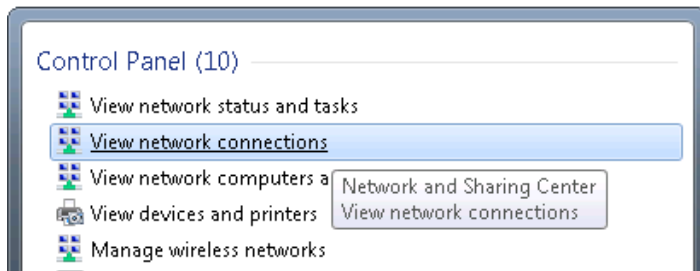 Control Panel (10)
View network status and tasks
View network connections
View network computers a
Network and Sharing Center
View network connections
View devices and printers
Manage wireless networks